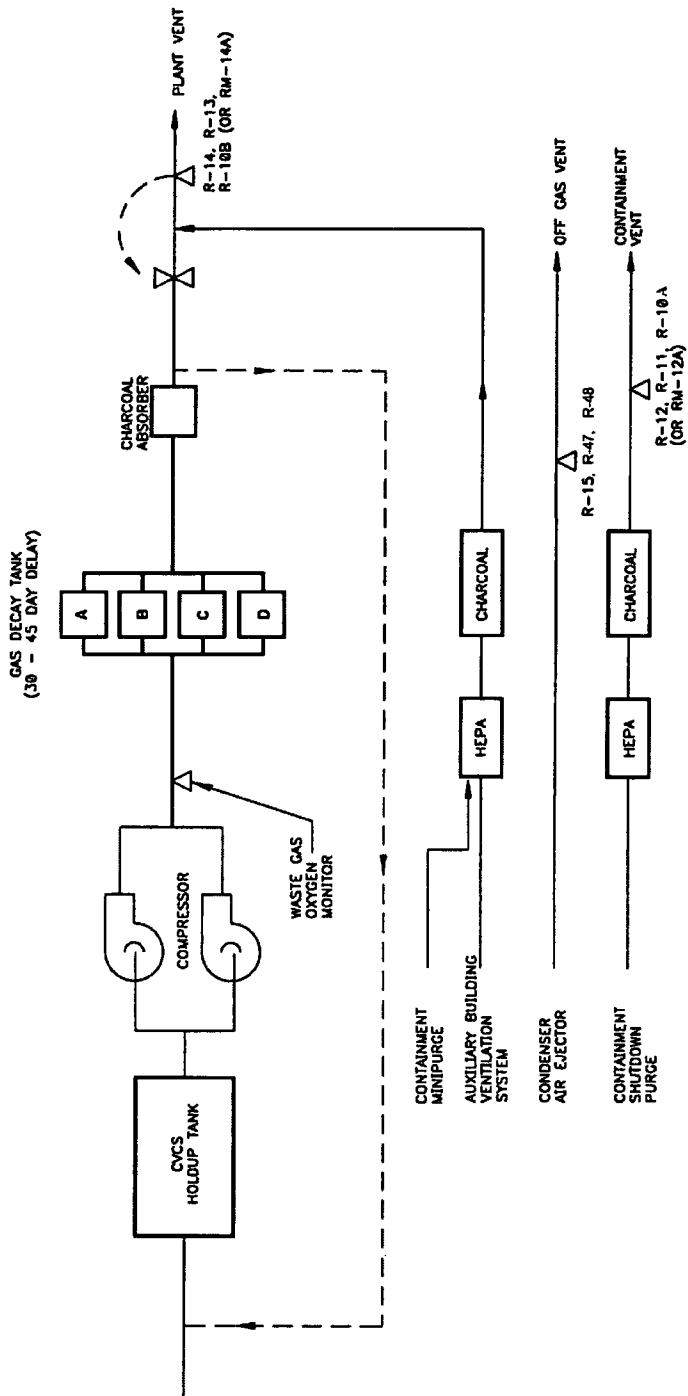 GAS DECAY TANK
(30 - 45 DAY DELAY)
A
B
C
D
CVCS
HOLDUP TANK
COMPRESSOR
WASTE GAS
OXYGEN
MONITOR
CHARCOAL
ABSORBER
PLANT VENT
R-14, R-13,
R-10B (OR RM-14A)
CONTAINMENT
MINIPURGE
AUXILIARY BUILDING
VENTILATION
SYSTEM
HEPA
CHARCOAL
CONDENSER
AIR EJECTOR
R-15, R-47, R-48
OFF GAS VENT
CONTAINMENT
SHUTDOWN
PURGE
HEPA
CHARCOAL
R-12, R-11, R-10A
(OR RM-12A)
CONTAINMENT
VENT